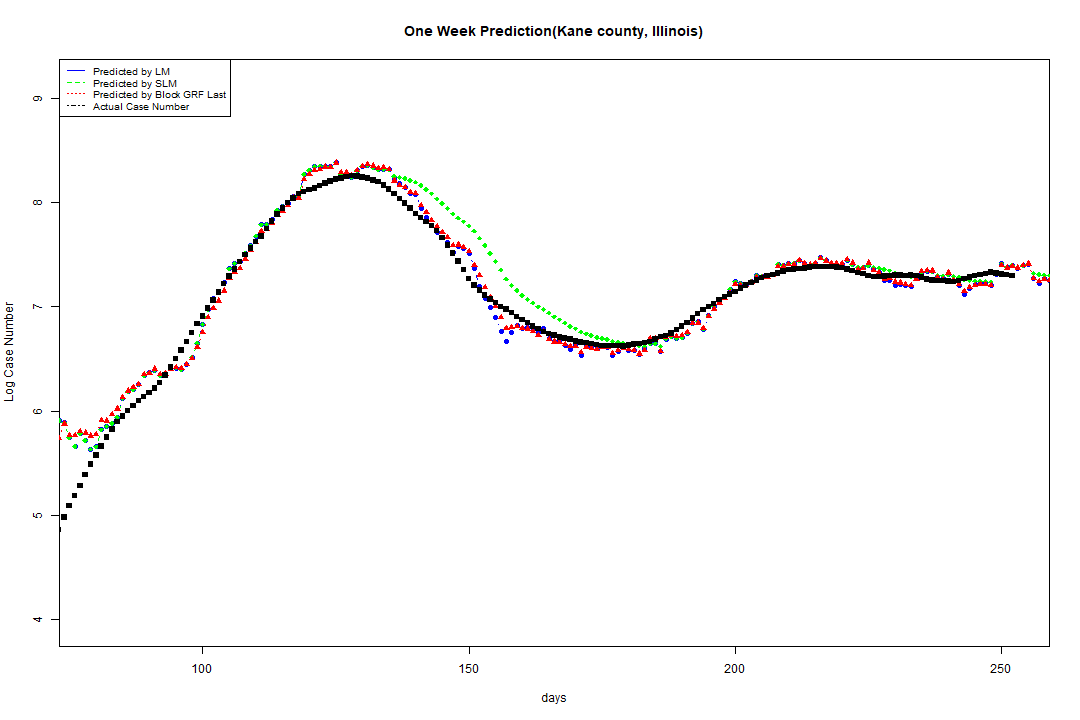 One Week Prediction(Kane county, Illinois)
Predicted by LM
Predicted by SLM
Predicted by Block GRF Last
Actual Case Number
9
8
7
6
5
4
Log Case Number
100
150
200
250
days